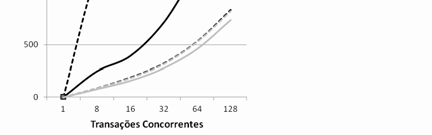 500
0
1 8 16 32 64 128
Transações Concorrentes